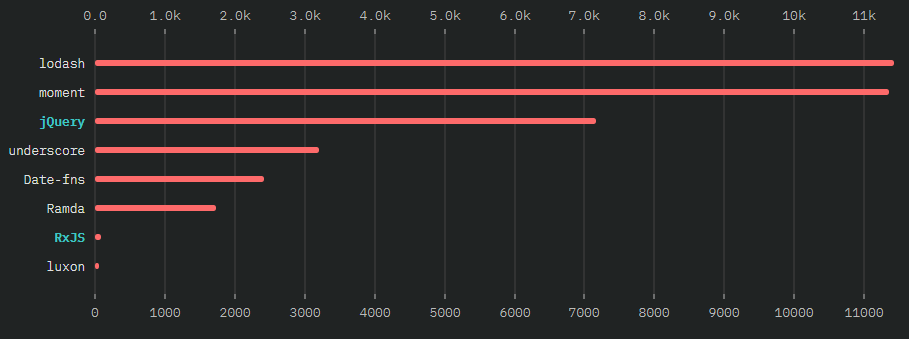 0.0 1.0k 2.0k 3.0k 4.0k 5.0k 6.0k 7.0k 8.0k 9.0k 10k 11k
lodash
moment
jQuery
underscore
Date-fns
Ramda
RxJS
luxon
0 1000 2000 3000 4000 5000 6000 7000 8000 9000 10000 11000